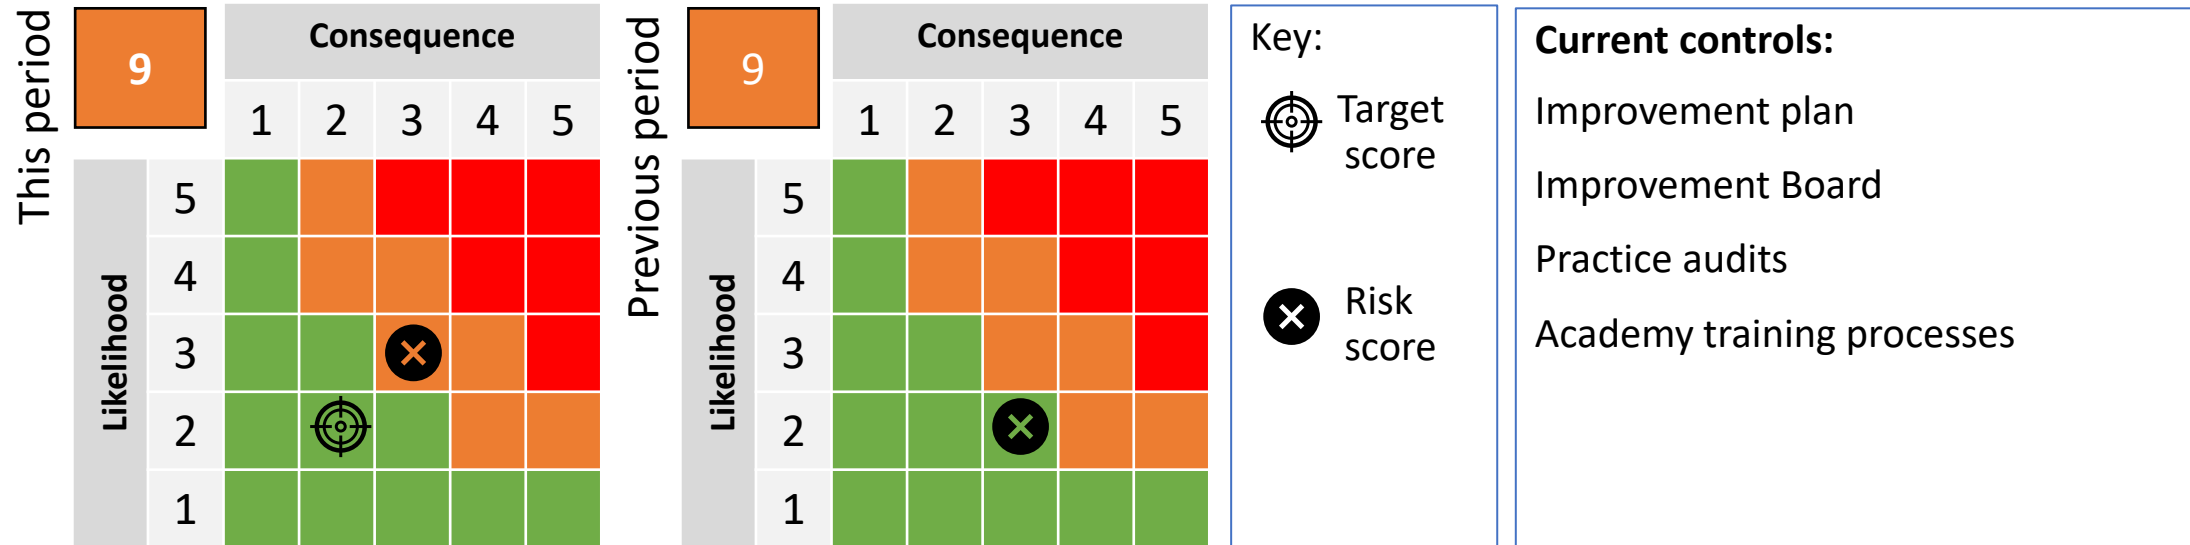 This period
9
Consequence
1 2 3 4 5
Likelihood
5
4
3
2
1
Previous period
9
Consequence
1 2 3 4 5
Likelihood
5
4
3
2
1
Key:
Target
score
Risk
score
Current controls:
Improvement plan
Improvement Board
Practice audits
Academy training processes